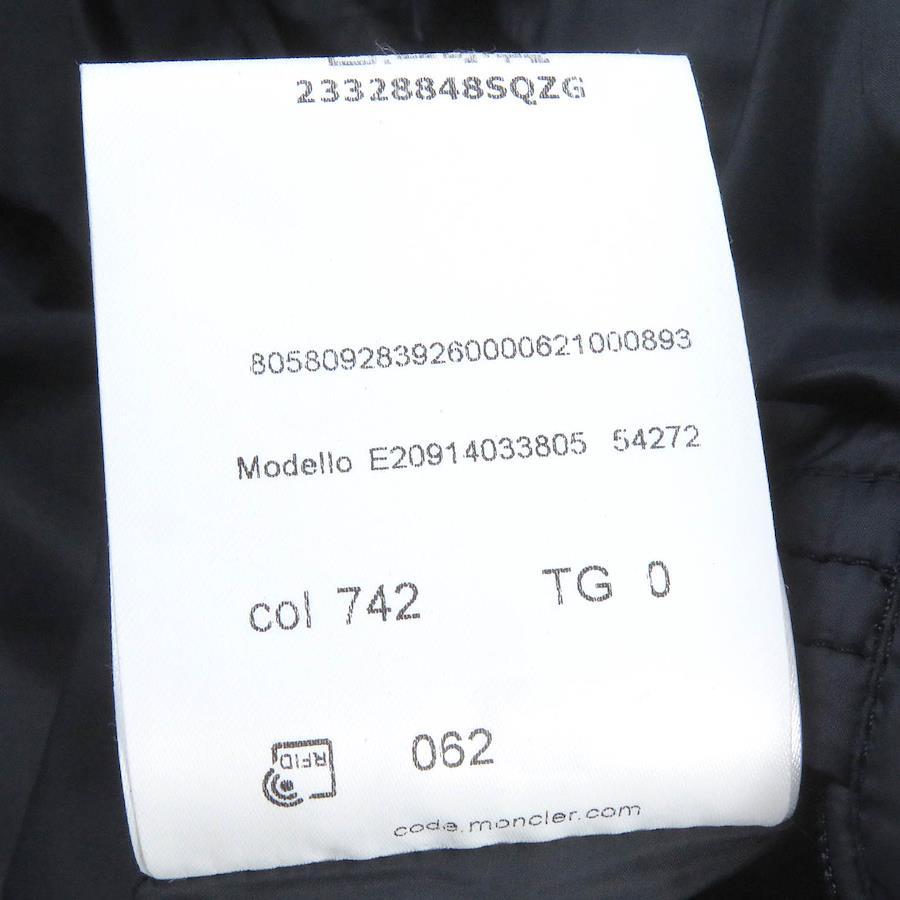 23328848SQZG
8058092839260000621000893
Modello E20914033805 54272
col 742 TG 0
RFID 062
code.moncler.com